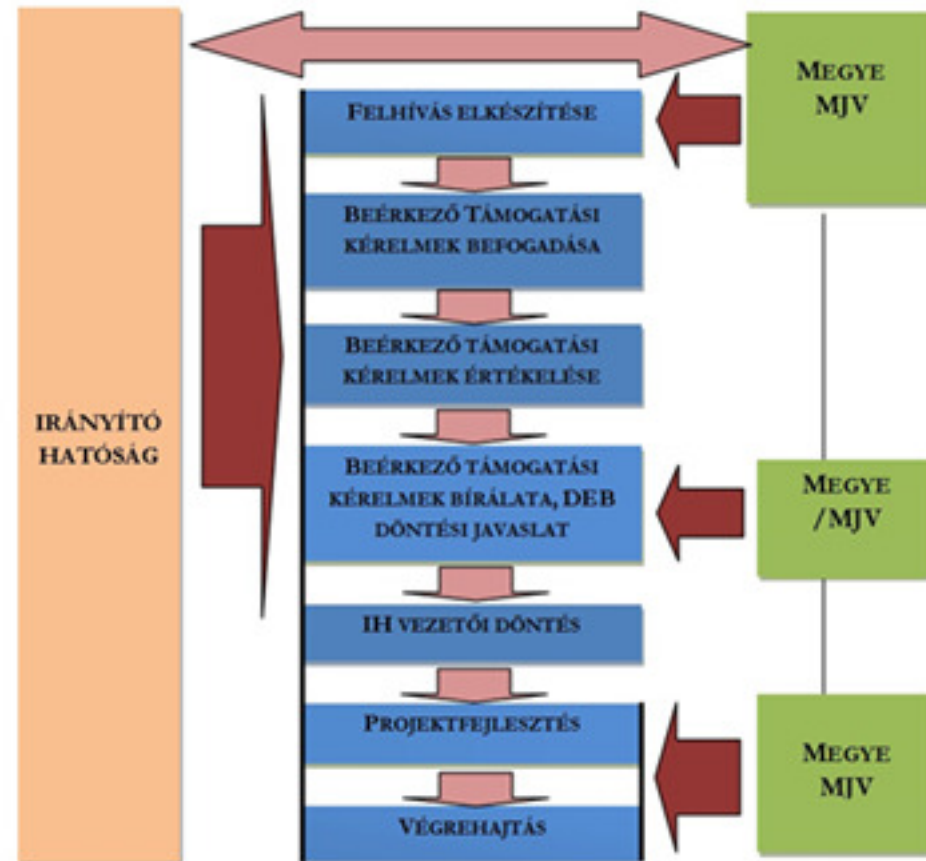 IRÁNYÍTÓ
HATÓSÁG
FELHÍVÁS ELKÉSZÍTÉSE
BEÉRKEZŐ TÁMOGATÁSI
KÉRELMEK BEFOGADÁSA
BEÉRKEZŐ TÁMOGATÁSI
KÉRELMEK ÉRTÉKELÉSE
BEÉRKEZŐ TÁMOGATÁSI
KÉRELMEK BÍRÁLATA, DEB
DÖNTÉSI JAVASLAT
IH VEZETŐI DÖNTÉS
PROJEKTFEJLESZTÉS
VÉGREHAJTÁS
MEGYE
MJV
MEGYE
/MJV
MEGYE
MJV